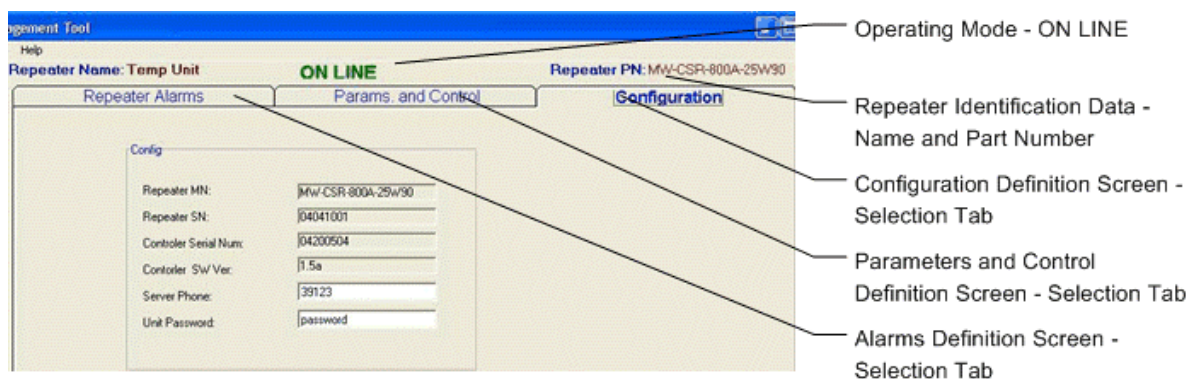 agement Tool
Help
Repeater Name: Temp Unit ON LINE Repeater PN: MW-CSR-800A-25W90
Repeater Alarms Params. and Control Configuration
Config
Repeater MN: MW-CSR-800A-25W90
Repeater SN: 04041001
Controler Serial Num: 04200504
Contorler SW Ver: 1.5a
Server Phone: 39123
Unit Password: password
Operating Mode - ON LINE
Repeater Identification Data -
Name and Part Number
Configuration Definition Screen -
Selection Tab
Parameters and Control
Definition Screen - Selection Tab
Alarms Definition Screen -
Selection Tab